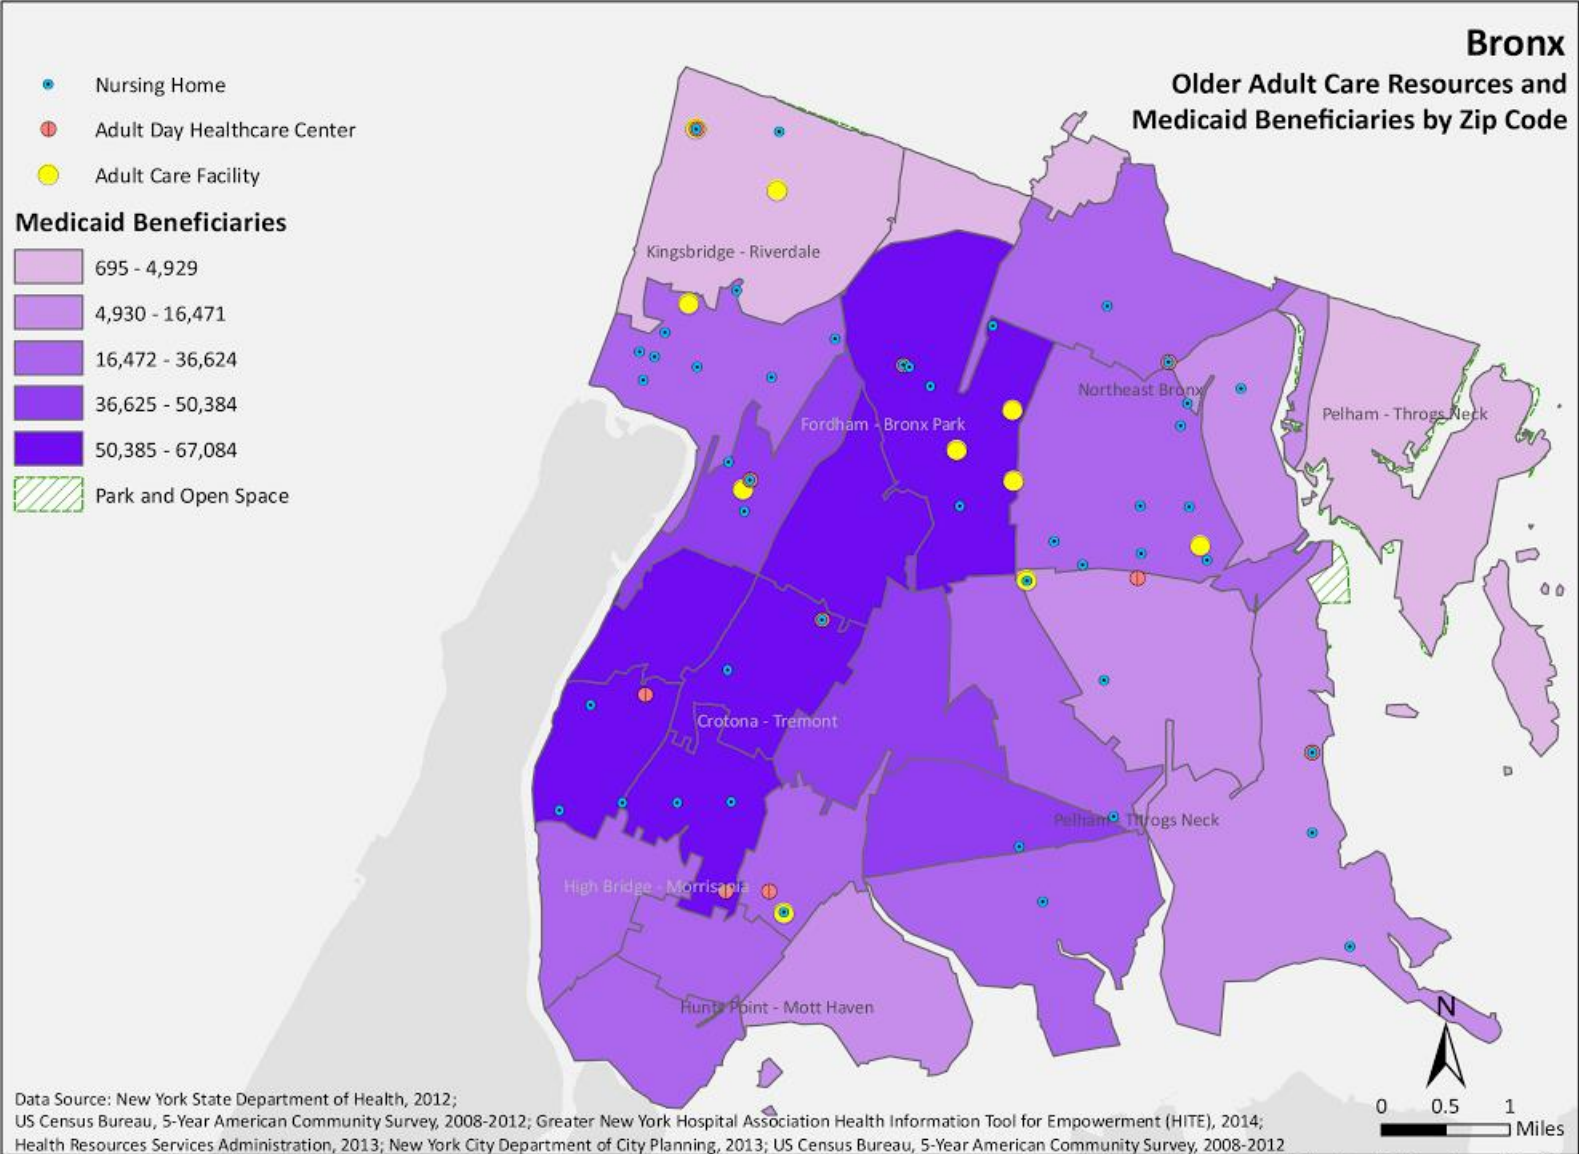 Bronx
Older Adult Care Resources and
Medicaid Beneficiaries by Zip Code
Nursing Home
Adult Day Healthcare Center
Adult Care Facility
Medicaid Beneficiaries
695 - 4,929
4,930 - 16,471
16,472 - 36,624
36,625 - 50,384
50,385 - 67,084
Park and Open Space
Kingsbridge - Riverdale
Northeast Bronx
Pelham - Throgs Neck
Fordham - Bronx Park
Crotona - Tremont
Pelham - Throgs Neck
High Bridge - Morrisania
Hunts Point - Mott Haven
N
0 0.5 1
Miles
Data Source: New York State Department of Health, 2012;
US Census Bureau, 5-Year American Community Survey, 2008-2012; Greater New York Hospital Association Health Information Tool for Empowerment (HITE), 2014;
Health Resources Services Administration, 2013; New York City Department of City Planning, 2013; US Census Bureau, 5-Year American Community Survey, 2008-2012